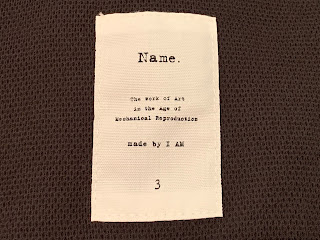 Name.
The work of Art
in the Age of
Mechanical Reproduction
made by I AM
3